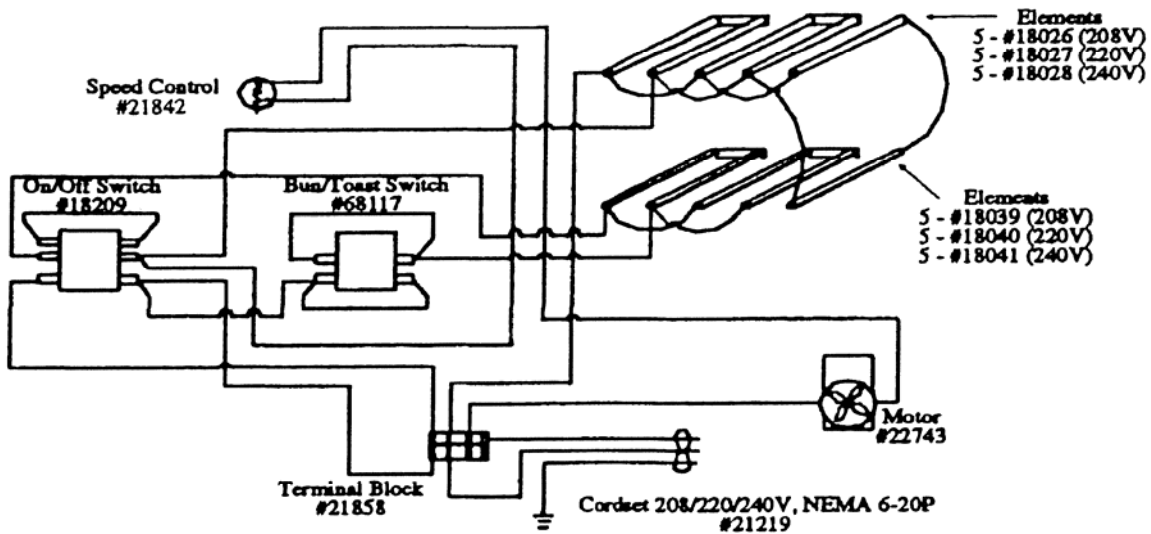 Elements
5 - #18026 (208V)
5 - #18027 (220V)
5 - #18028 (240V)
Speed Control
#21842
On/Off Switch
#18209
Bun/Toast Switch
#68117
Elements
5 - #18039 (208V)
5 - #18040 (220V)
5 - #18041 (240V)
Motor
#22743
Terminal Block
#21858
Cordset 208/220/240V, NEMA 6-20P
#21219